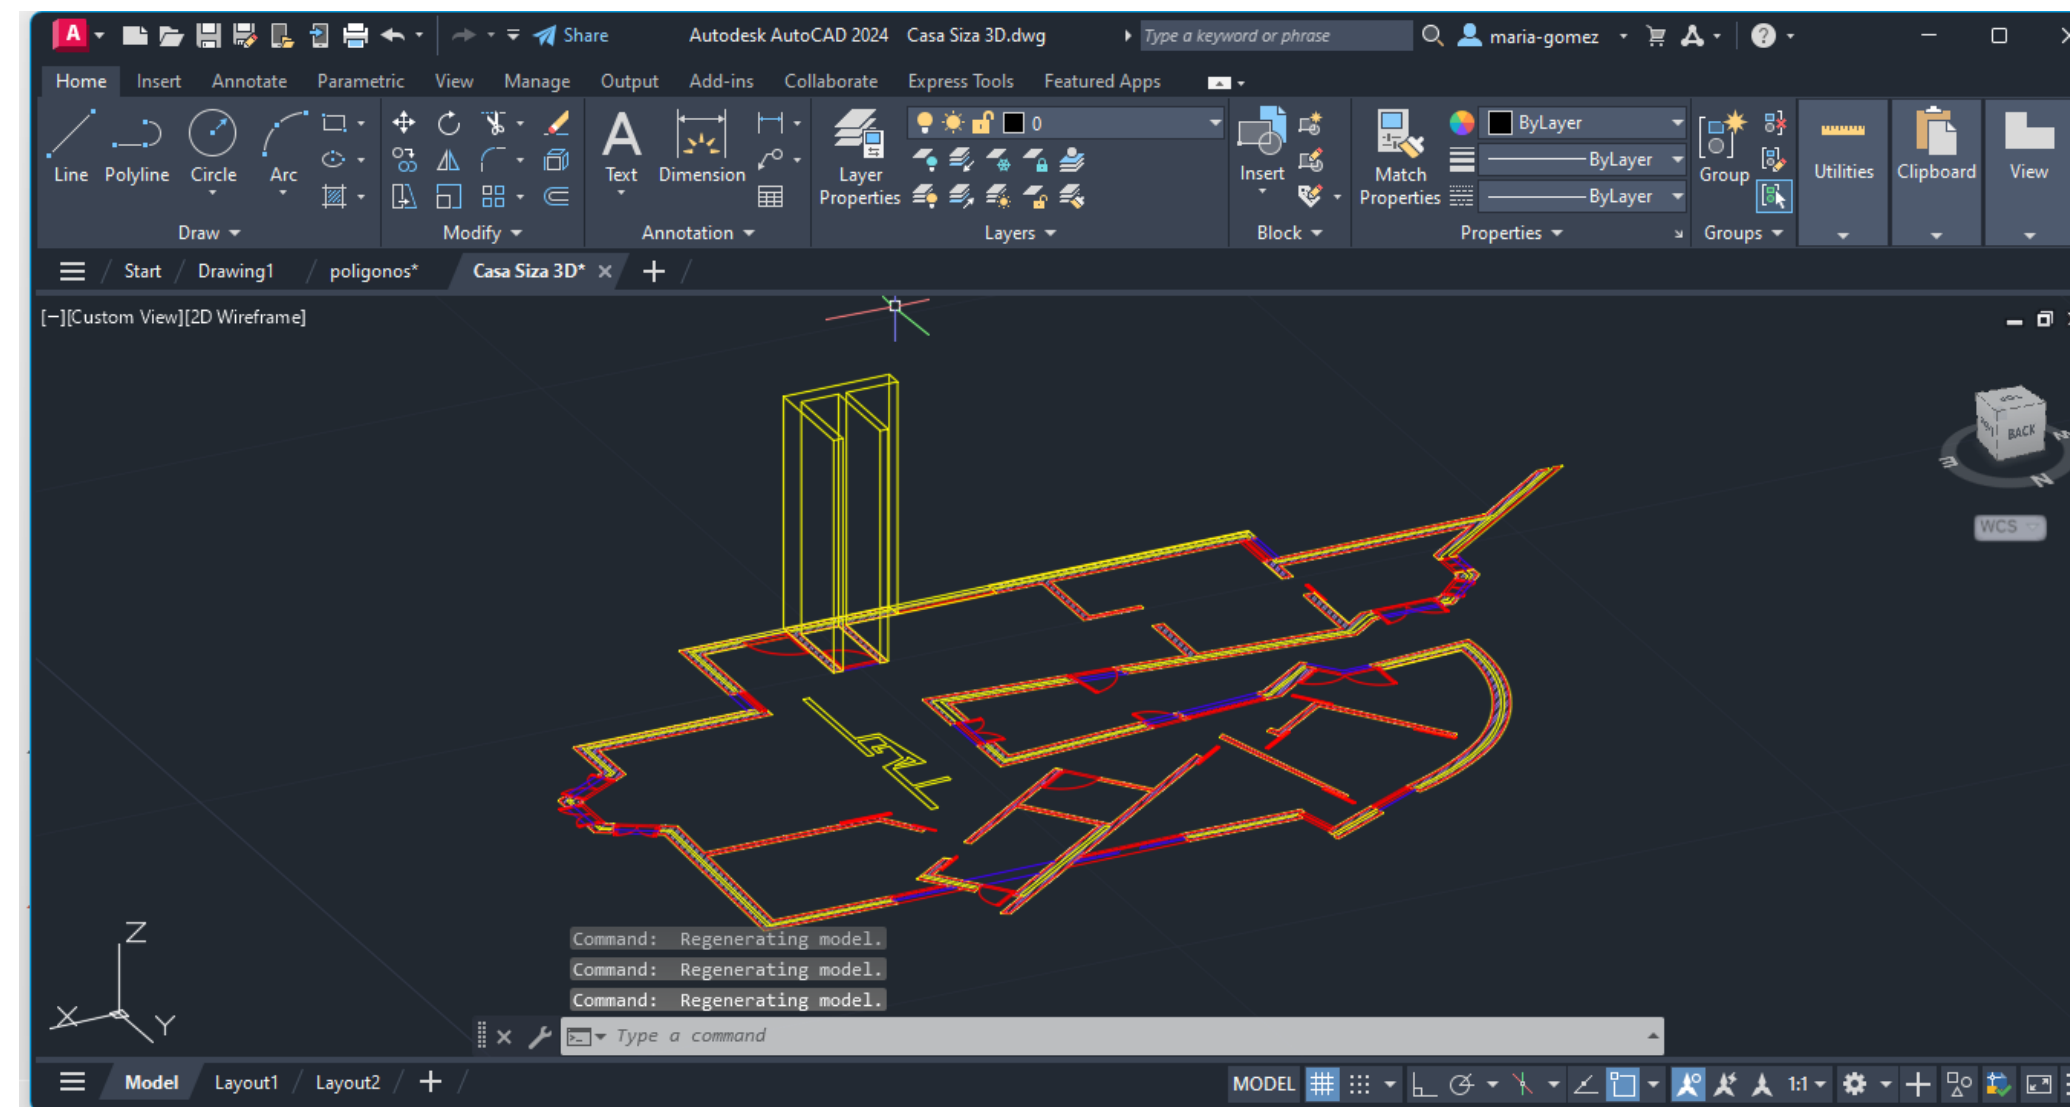 A Share Autodesk AutoCAD 2024 Casa Siza 3D.dwg Type a keyword or phrase maria-gomez
Home Insert Annotate Parametric View Manage Output Add-ins Collaborate Express Tools Featured Apps
0
ByLayer
ByLayer
ByLayer
Line Polyline Circle Arc Text Dimension Layer Properties Insert Match Properties Group Utilities Clipboard View
Draw Modify Annotation Layers Block Properties Groups
Start Drawing1 poligonos* Casa Siza 3D*
[−][Custom View][2D Wireframe]
BACK
N
WCS
Z
X
Y
Command: Regenerating model.
Command: Regenerating model.
Command: Regenerating model.
Type a command
Model Layout1 Layout2 MODEL 1:1